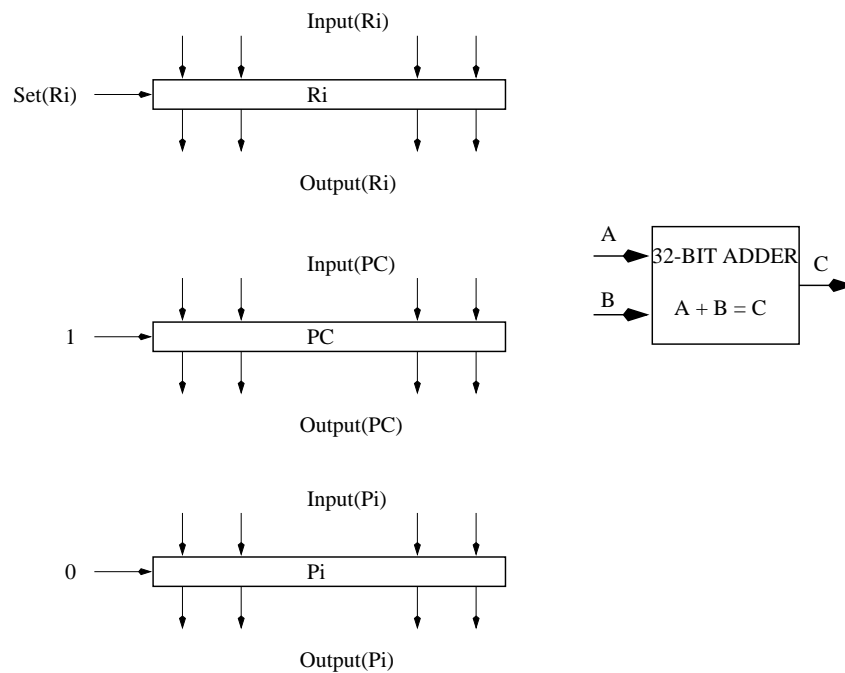 Input(Ri)
Set(Ri)
Ri
Output(Ri)
Input(PC)
1
PC
Output(PC)
Input(Pi)
0
Pi
Output(Pi)
A
B
32-BIT ADDER
A + B = C
C